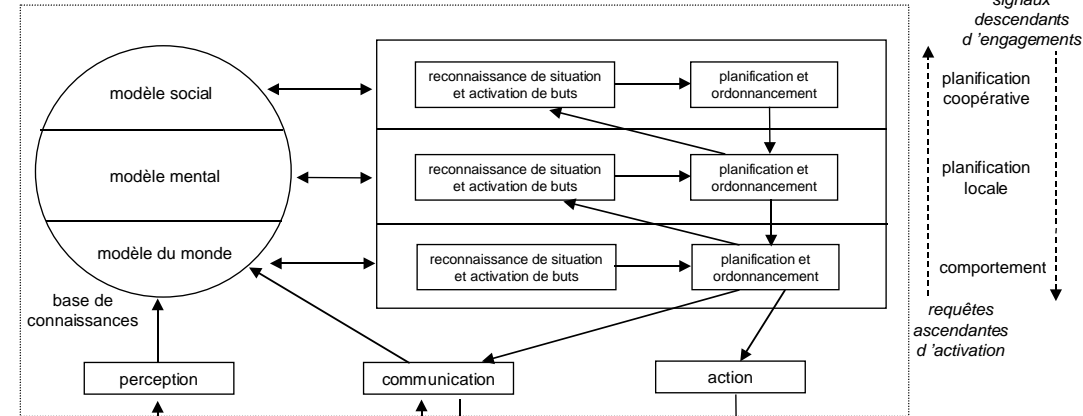 signaux
descendants
d 'engagements
modèle social
reconnaissance de situation
et activation de buts
planification et
ordonnancement
planification
coopérative
modèle mental
reconnaissance de situation
et activation de buts
planification et
ordonnancement
planification
locale
modèle du monde
reconnaissance de situation
et activation de buts
planification et
ordonnancement
comportement
base de
connaissances
requêtes
ascendantes
d 'activation
perception
communication
action